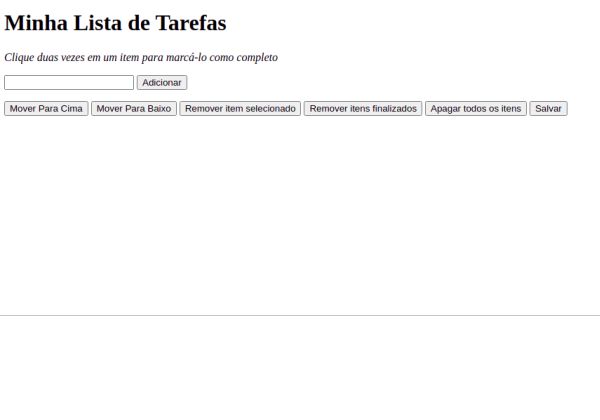 Minha Lista de Tarefas
Clique duas vezes em um item para marcá-lo como completo
Adicionar
Mover Para Cima Mover Para Baixo Remover item selecionado Remover itens finalizados Apagar todos os itens Salvar